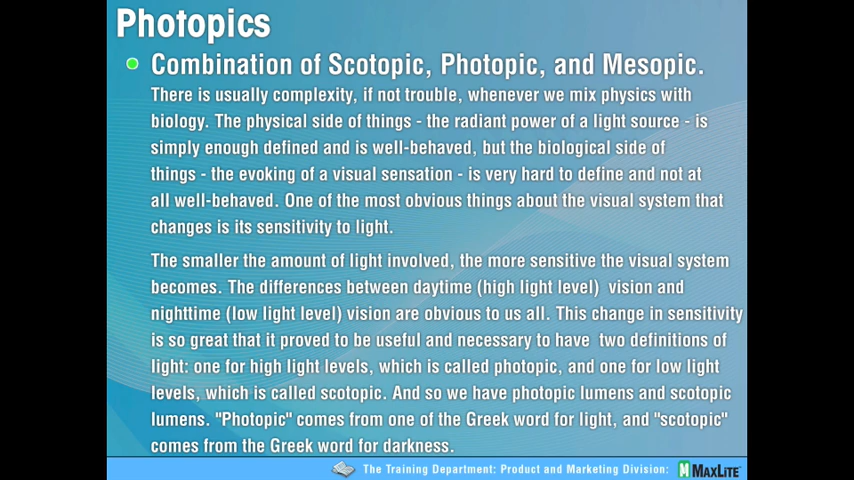 Photopics
Combination of Scotopic, Photopic, and Mesopic.
There is usually complexity, if not trouble, whenever we mix physics with
biology. The physical side of things - the radiant power of a light source - is
simply enough defined and is well-behaved, but the biological side of
things - the evoking of a visual sensation - is very hard to define and not at
all well-behaved. One of the most obvious things about the visual system that
changes is its sensitivity to light.
The smaller the amount of light involved, the more sensitive the visual system
becomes. The differences between daytime (high light level) vision and
nighttime (low light level) vision are obvious to us all. This change in sensitivity
is so great that it proved to be useful and necessary to have two definitions of
light: one for high light levels, which is called photopic, and one for low light
levels, which is called scotopic. And so we have photopic lumens and scotopic
lumens. "Photopic" comes from one of the Greek word for light, and "scotopic"
comes from the Greek word for darkness.
The Training Department: Product and Marketing Division: MAXLITE